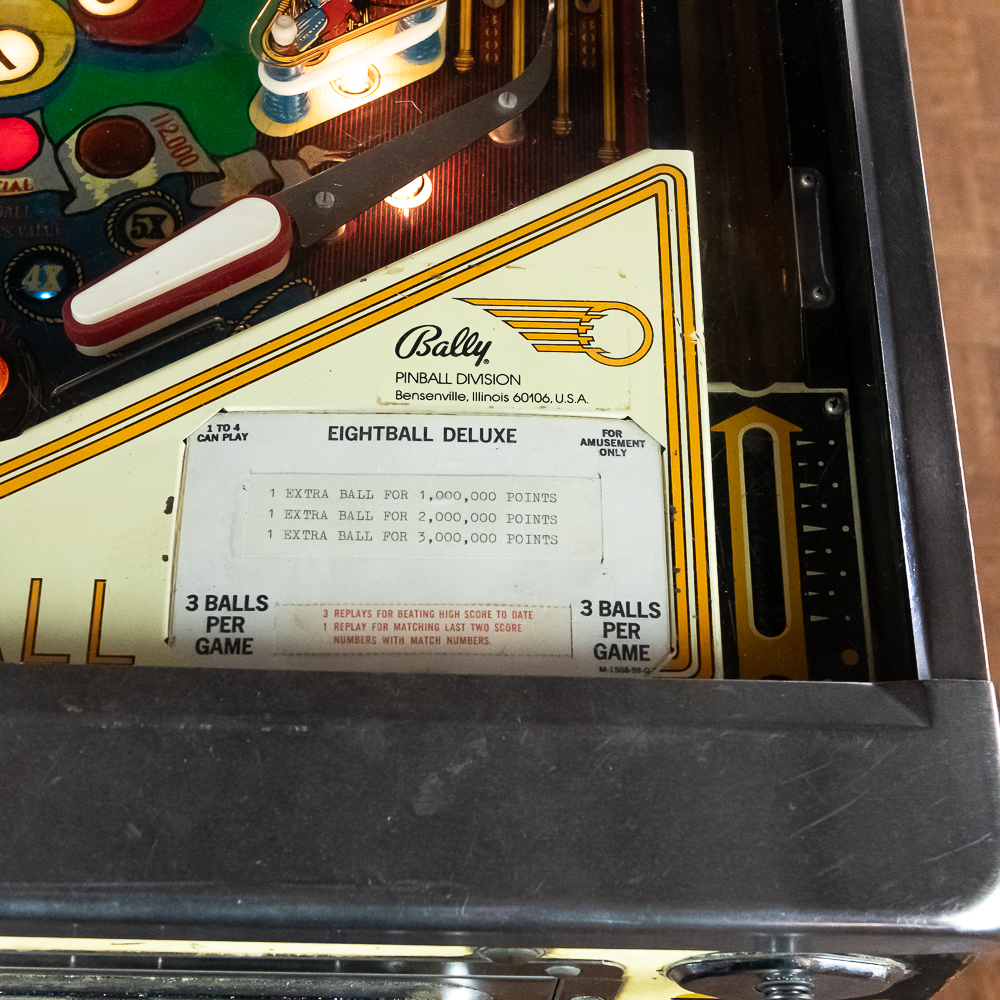 3000
112,000
5X
4X
Bally
PINBALL DIVISION
Bensenville, Illinois 60106, U.S.A.
1 TO 4
CAN PLAY
EIGHTBALL DELUXE
FOR
AMUSEMENT
ONLY
1 EXTRA BALL FOR 1,000,000 POINTS
1 EXTRA BALL FOR 2,000,000 POINTS
1 EXTRA BALL FOR 3,000,000 POINTS
3 BALLS
PER
GAME
3 REPLAYS FOR BEATING HIGH SCORE TO DATE
1 REPLAY FOR MATCHING LAST TWO SCORE
NUMBERS WITH MATCH NUMBERS.
3 BALLS
PER
GAME
ALL